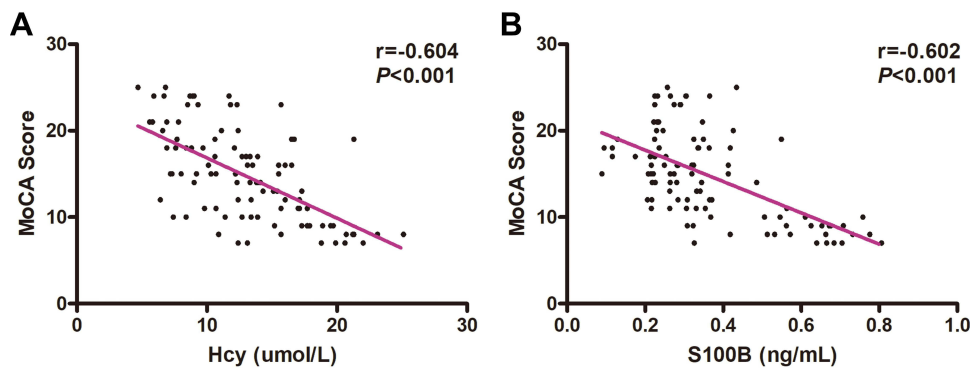 A
r=-0.604
P<0.001
30
20
10
0
MoCA Score
0 10 20 30
Hcy (umol/L)
B
r=-0.602
P<0.001
30
20
10
0
MoCA Score
0.0 0.2 0.4 0.6 0.8 1.0
S100B (ng/mL)